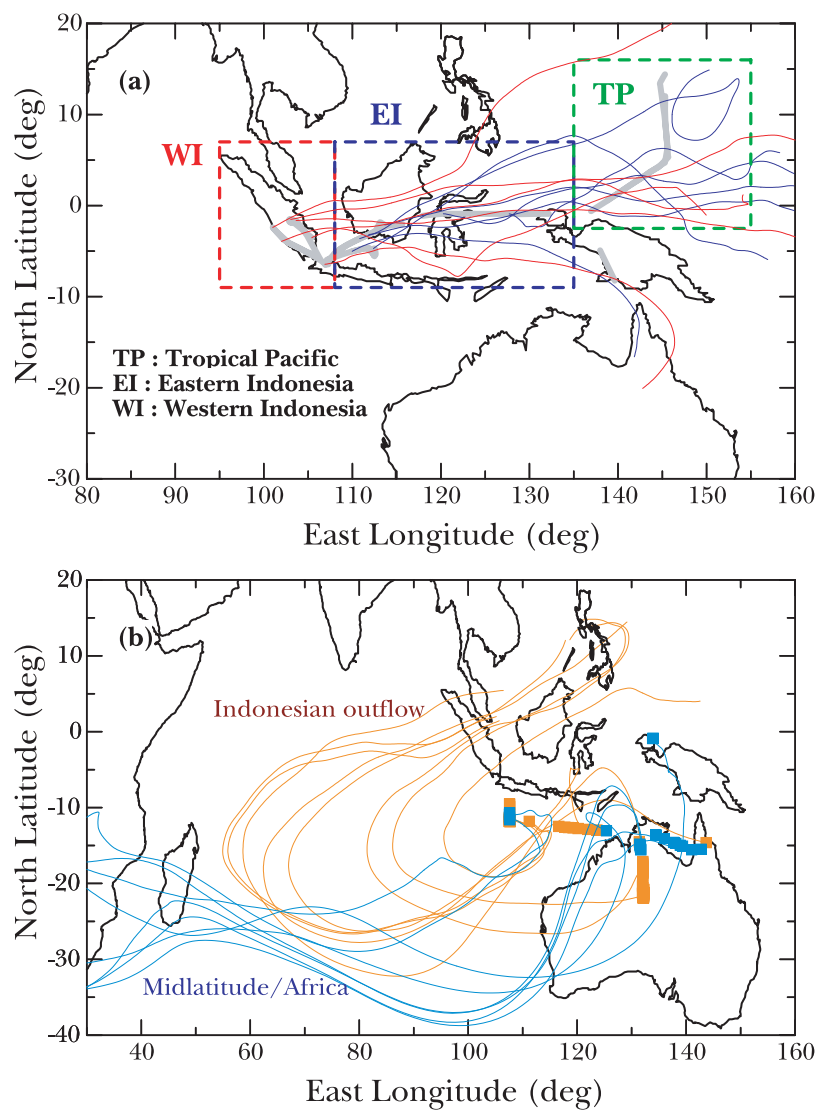 20
(a)
TP
EI
WI
10
0
-10
-20
-30
North Latitude (deg)
TP : Tropical Pacific
EI : Eastern Indonesia
WI : Western Indonesia
80 90 100 110 120 130 140 150 160
East Longitude (deg)
20
(b)
10
Indonesian outflow
0
-10
-20
-30
-40
North Latitude (deg)
Midlatitude/Africa
40 60 80 100 120 140 160
East Longitude (deg)